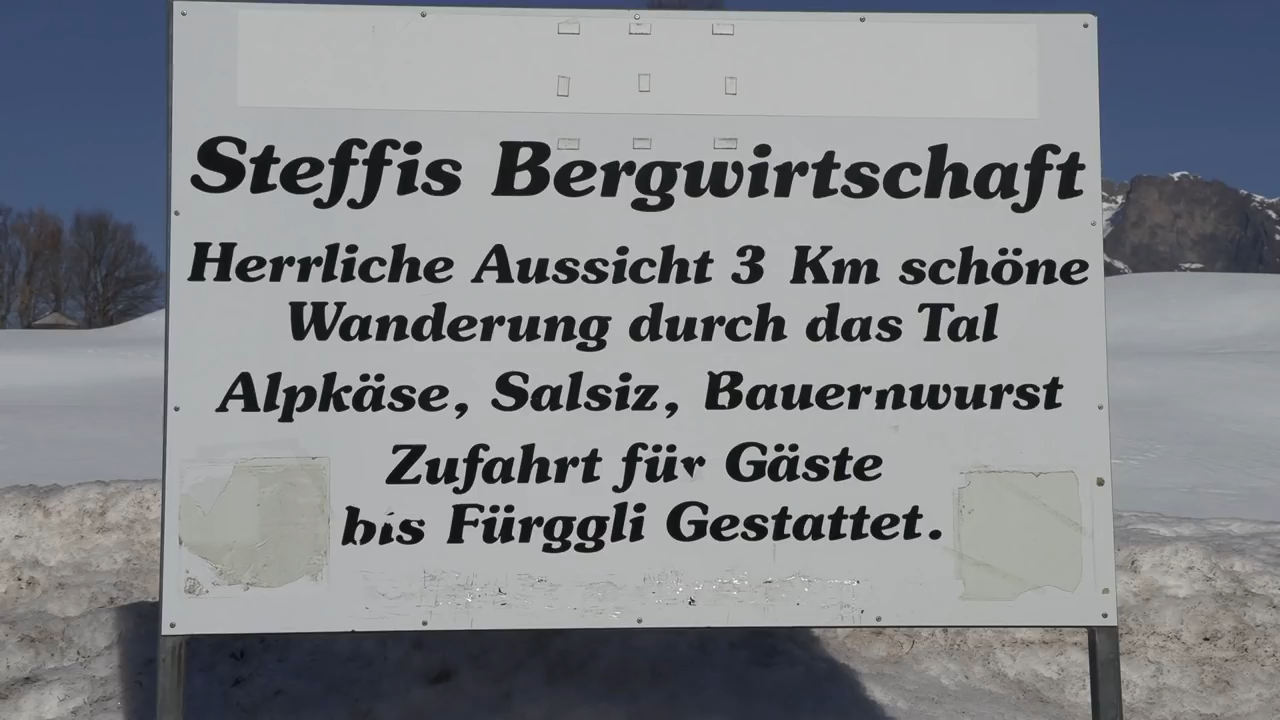 Steffis Bergwirtschaft
Herrliche Aussicht 3 Km schöne
Wanderung durch das Tal
Alpkäse, Salsiz, Bauernwurst
Zufahrt für Gäste
bis Fürggli Gestattet.